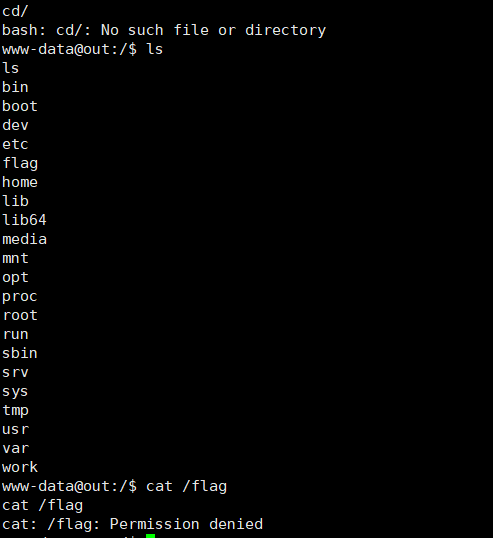 cd/
bash: cd/: No such file or directory
www-data@out:/$ ls
ls
bin
boot
dev
etc
flag
home
lib
lib64
media
mnt
opt
proc
root
run
sbin
srv
sys
tmp
usr
var
work
www-data@out:/$ cat /flag
cat /flag
cat: /flag: Permission denied